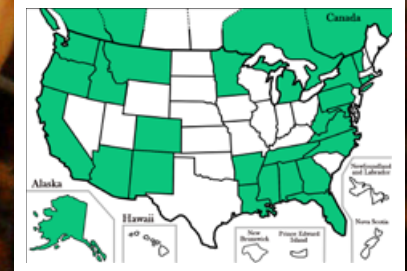 Canada
Alaska
Hawaii
Newfoundland
and Labrador
New
Brunswick
Prince Edward
Island
Nova Scotia